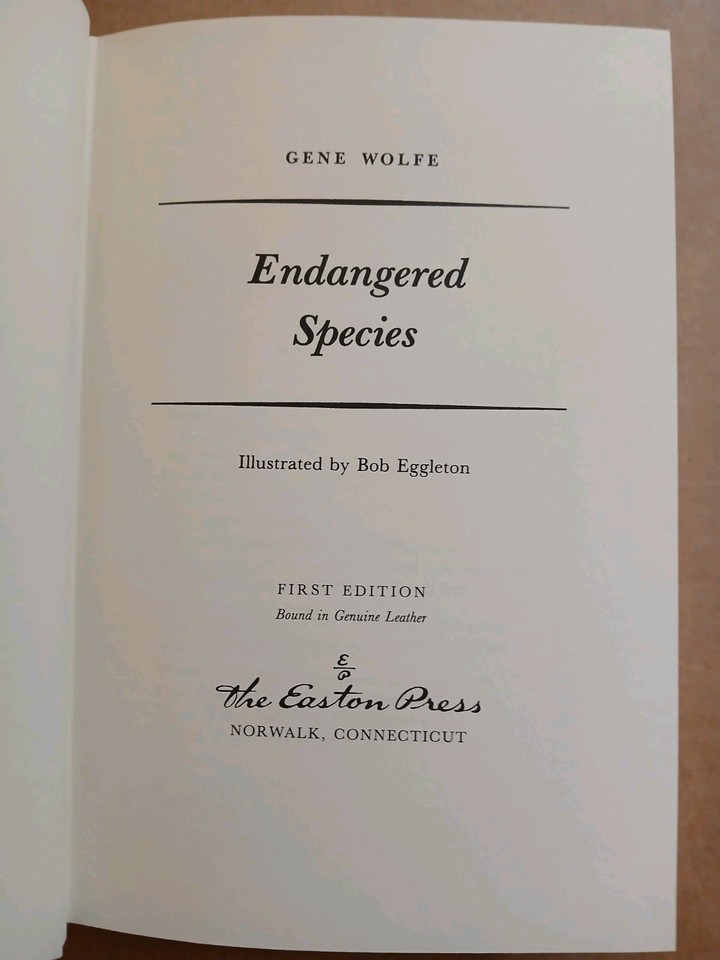 GENE WOLFE
Endangered
Species
Illustrated by Bob Eggleton
FIRST EDITION
Bound in Genuine Leather
E
P
The Easton Press
NORWALK, CONNECTICUT